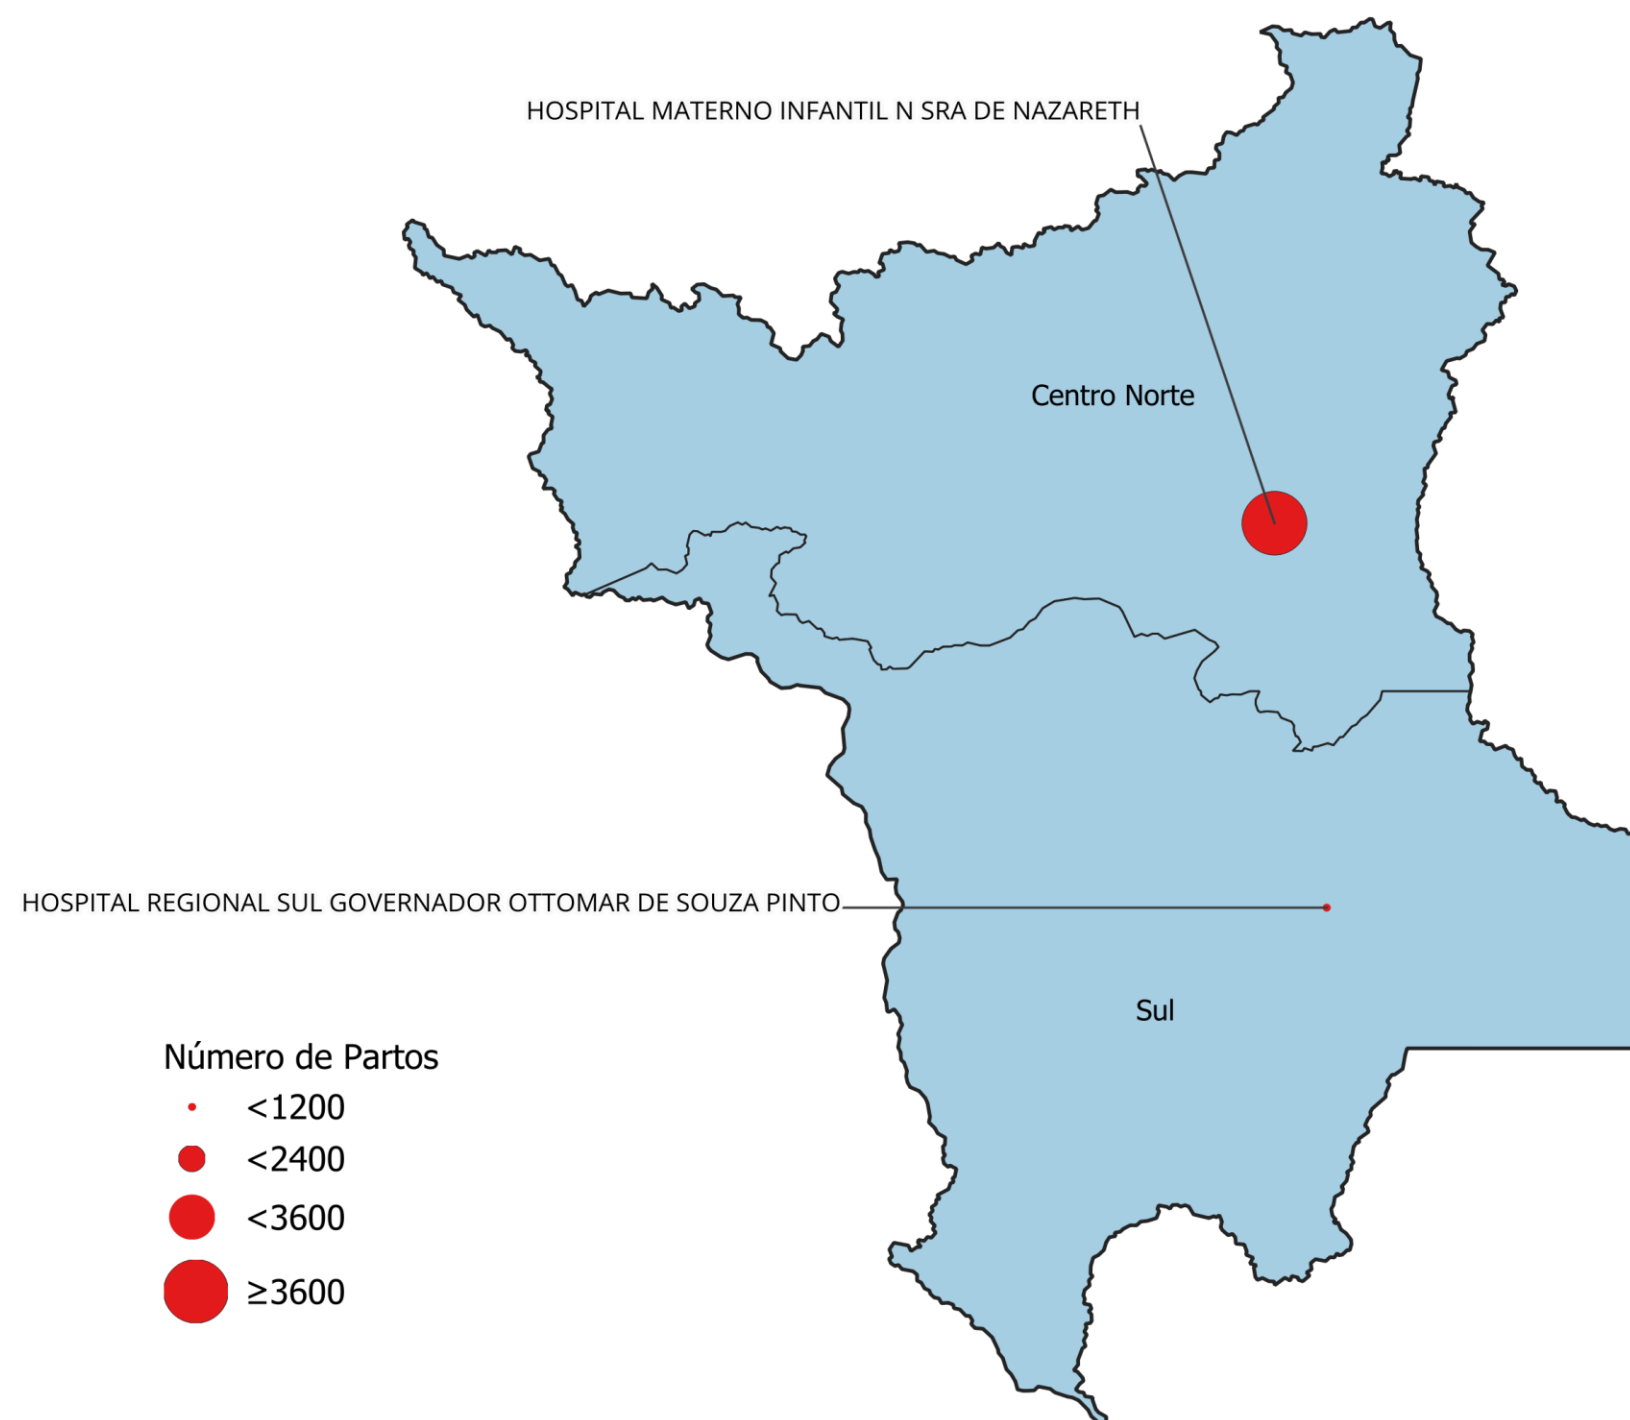 HOSPITAL MATERNO INFANTIL N SRA DE NAZARETH
Centro Norte
HOSPITAL REGIONAL SUL GOVERNADOR OTTOMAR DE SOUZA PINTO
Sul
Número de Partos
<1200
<2400
<3600
≥3600